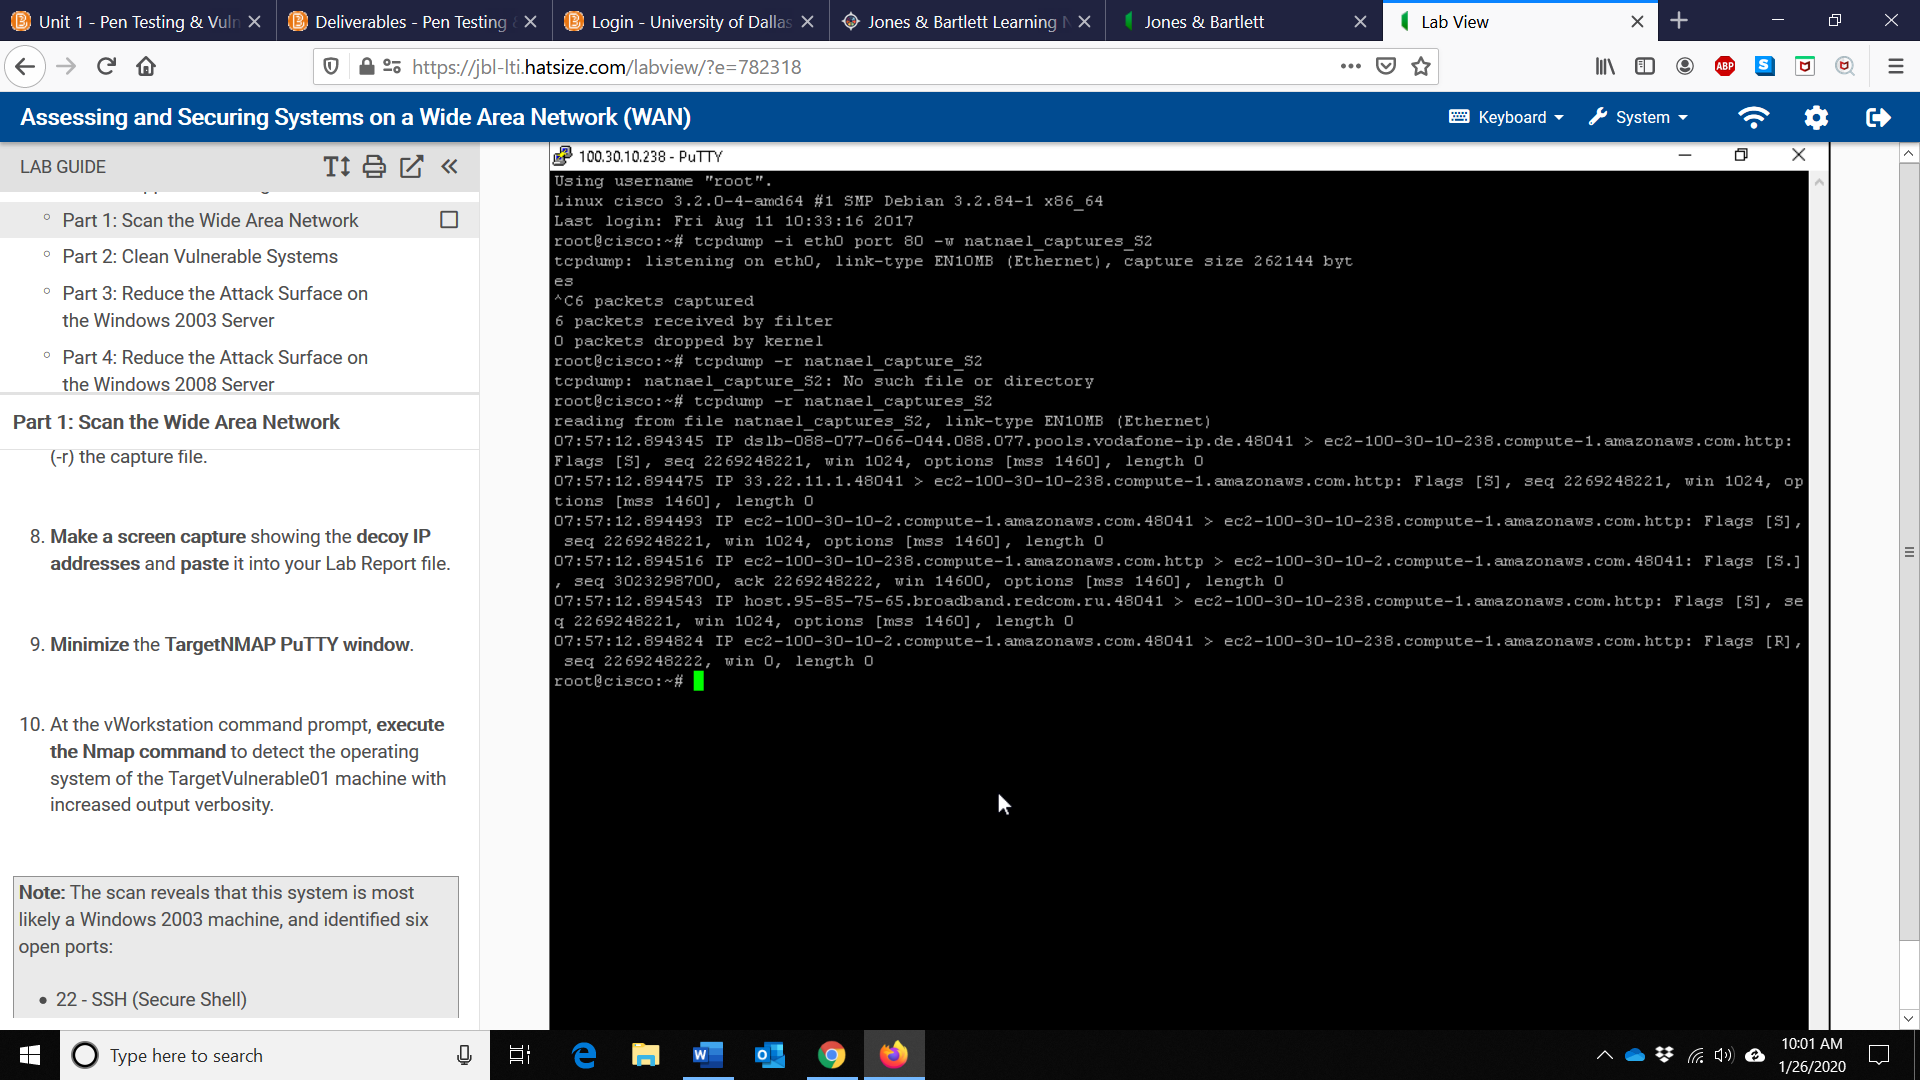 Unit 1 - Pen Testing & Vuln
Deliverables - Pen Testing &
Login - University of Dallas
Jones & Bartlett Learning N
Jones & Bartlett
Lab View
https://jbl-lti.hatsize.com/labview/?e=782318
ABP
S
Assessing and Securing Systems on a Wide Area Network (WAN)
Keyboard
System
LAB GUIDE
Part 1: Scan the Wide Area Network
Part 2: Clean Vulnerable Systems
Part 3: Reduce the Attack Surface on
the Windows 2003 Server
Part 4: Reduce the Attack Surface on
the Windows 2008 Server
Part 1: Scan the Wide Area Network
(-r) the capture file.
8. Make a screen capture showing the decoy IP
addresses and paste it into your Lab Report file.
9. Minimize the TargetNMAP PuTTY window.
10. At the vWorkstation command prompt, execute
the Nmap command to detect the operating
system of the TargetVulnerable01 machine with
increased output verbosity.
Note: The scan reveals that this system is most
likely a Windows 2003 machine, and identified six
open ports:
• 22 - SSH (Secure Shell)
100.30.10.238 - PuTTY
Using username "root".
Linux cisco 3.2.0-4-amd64 #1 SMP Debian 3.2.84-1 x86_64
Last login: Fri Aug 11 10:33:16 2017
root@cisco:~# tcpdump -i eth0 port 80 -w natnael_captures_S2
tcpdump: listening on eth0, link-type EN10MB (Ethernet), capture size 262144 byt
es
^C6 packets captured
6 packets received by filter
0 packets dropped by kernel
root@cisco:~# tcpdump -r natnael_capture_S2
tcpdump: natnael_capture_S2: No such file or directory
root@cisco:~# tcpdump -r natnael_captures_S2
reading from file natnael_captures_S2, link-type EN10MB (Ethernet)
07:57:12.894345 IP dslb-088-077-066-044.088.077.pools.vodafone-ip.de.48041 > ec2-100-30-10-238.compute-1.amazonaws.com.http:
Flags [S], seq 2269248221, win 1024, options [mss 1460], length 0
07:57:12.894475 IP 33.22.11.1.48041 > ec2-100-30-10-238.compute-1.amazonaws.com.http: Flags [S], seq 2269248221, win 1024, op
tions [mss 1460], length 0
07:57:12.894493 IP ec2-100-30-10-2.compute-1.amazonaws.com.48041 > ec2-100-30-10-238.compute-1.amazonaws.com.http: Flags [S],
seq 2269248221, win 1024, options [mss 1460], length 0
07:57:12.894516 IP ec2-100-30-10-238.compute-1.amazonaws.com.http > ec2-100-30-10-2.compute-1.amazonaws.com.48041: Flags [S.]
, seq 3023298700, ack 2269248222, win 14600, options [mss 1460], length 0
07:57:12.894543 IP host.95-85-75-65.broadband.redcom.ru.48041 > ec2-100-30-10-238.compute-1.amazonaws.com.http: Flags [S], se
q 2269248221, win 1024, options [mss 1460], length 0
07:57:12.894824 IP ec2-100-30-10-2.compute-1.amazonaws.com.48041 > ec2-100-30-10-238.compute-1.amazonaws.com.http: Flags [R],
seq 2269248222, win 0, length 0
root@cisco:~#
Type here to search
10:01 AM
1/26/2020